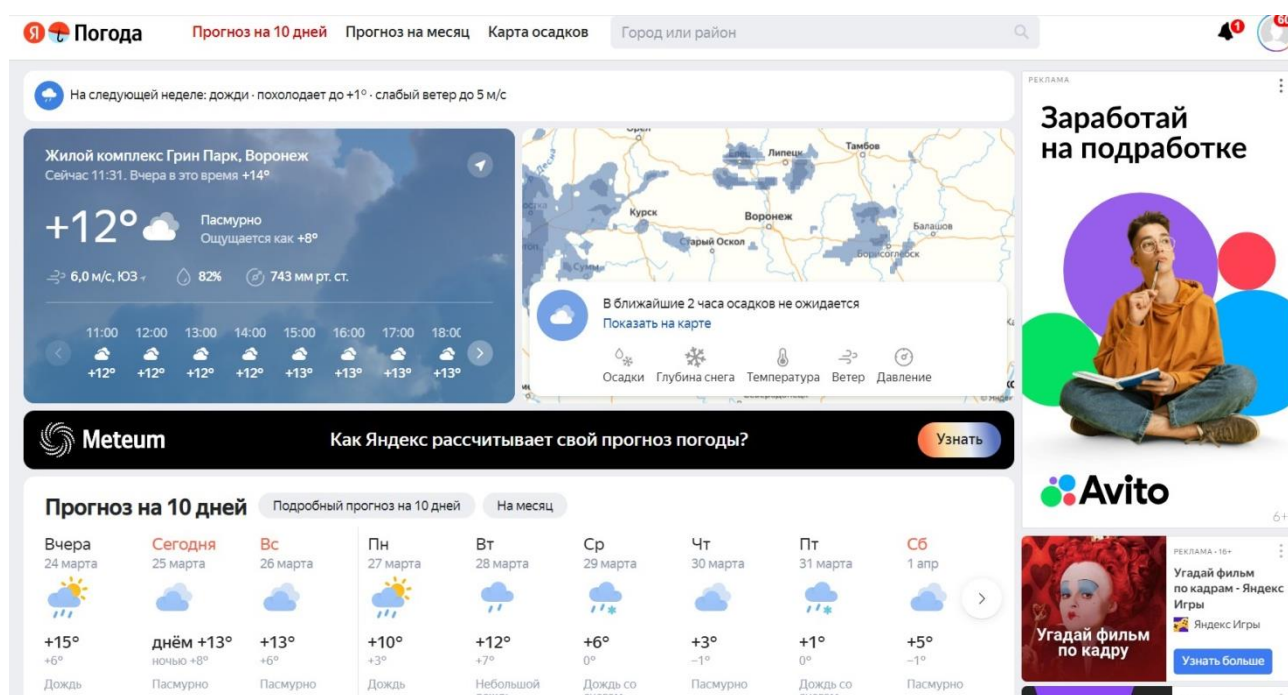 Я Погода
Прогноз на 10 дней Прогноз на месяц Карта осадков
Город или район
1
60
На следующей неделе: дожди · похолодает до +1° · слабый ветер до 5 м/с
Жилой комплекс Грин Парк, Воронеж
Сейчас 11:31. Вчера в это время +14°
+12°
Пасмурно
Ощущается как +8°
6,0 м/с, ЮЗ 82% 743 мм рт. ст.
11:00 12:00 13:00 14:00 15:00 16:00 17:00 18:00
+12° +12° +12° +12° +13° +13° +13° +13°
Орёл
Липецк
Тамбов
Десна
Курск
Воронеж
Балашов
Старый Оскол
Борисоглебск
Сумы
В ближайшие 2 часа осадков не ожидается
Показать на карте
Осадки Глубина снега Температура Ветер Давление
Meteum
Как Яндекс рассчитывает свой прогноз погоды?
Узнать
Прогноз на 10 дней
Подробный прогноз на 10 дней
На месяц
Вчера Сегодня Вс Пн Вт Ср Чт Пт Сб
24 марта 25 марта 26 марта 27 марта 28 марта 29 марта 30 марта 31 марта 1 апр
+15° днём +13° +13° +10° +12° +6° +3° +1° +5°
+6° ночью +8° +6° +3° +7° 0° −1° 0° −1°
Дождь Пасмурно Пасмурно Дождь Небольшой Дождь со Пасмурно Дождь со Пасмурно
РЕКЛАМА
Заработай
на подработке
Avito
6+
РЕКЛАМА • 16+
Угадай фильм
по кадрам - Яндекс
Игры
Яндекс Игры
Узнать больше
Угадай фильм
по кадру